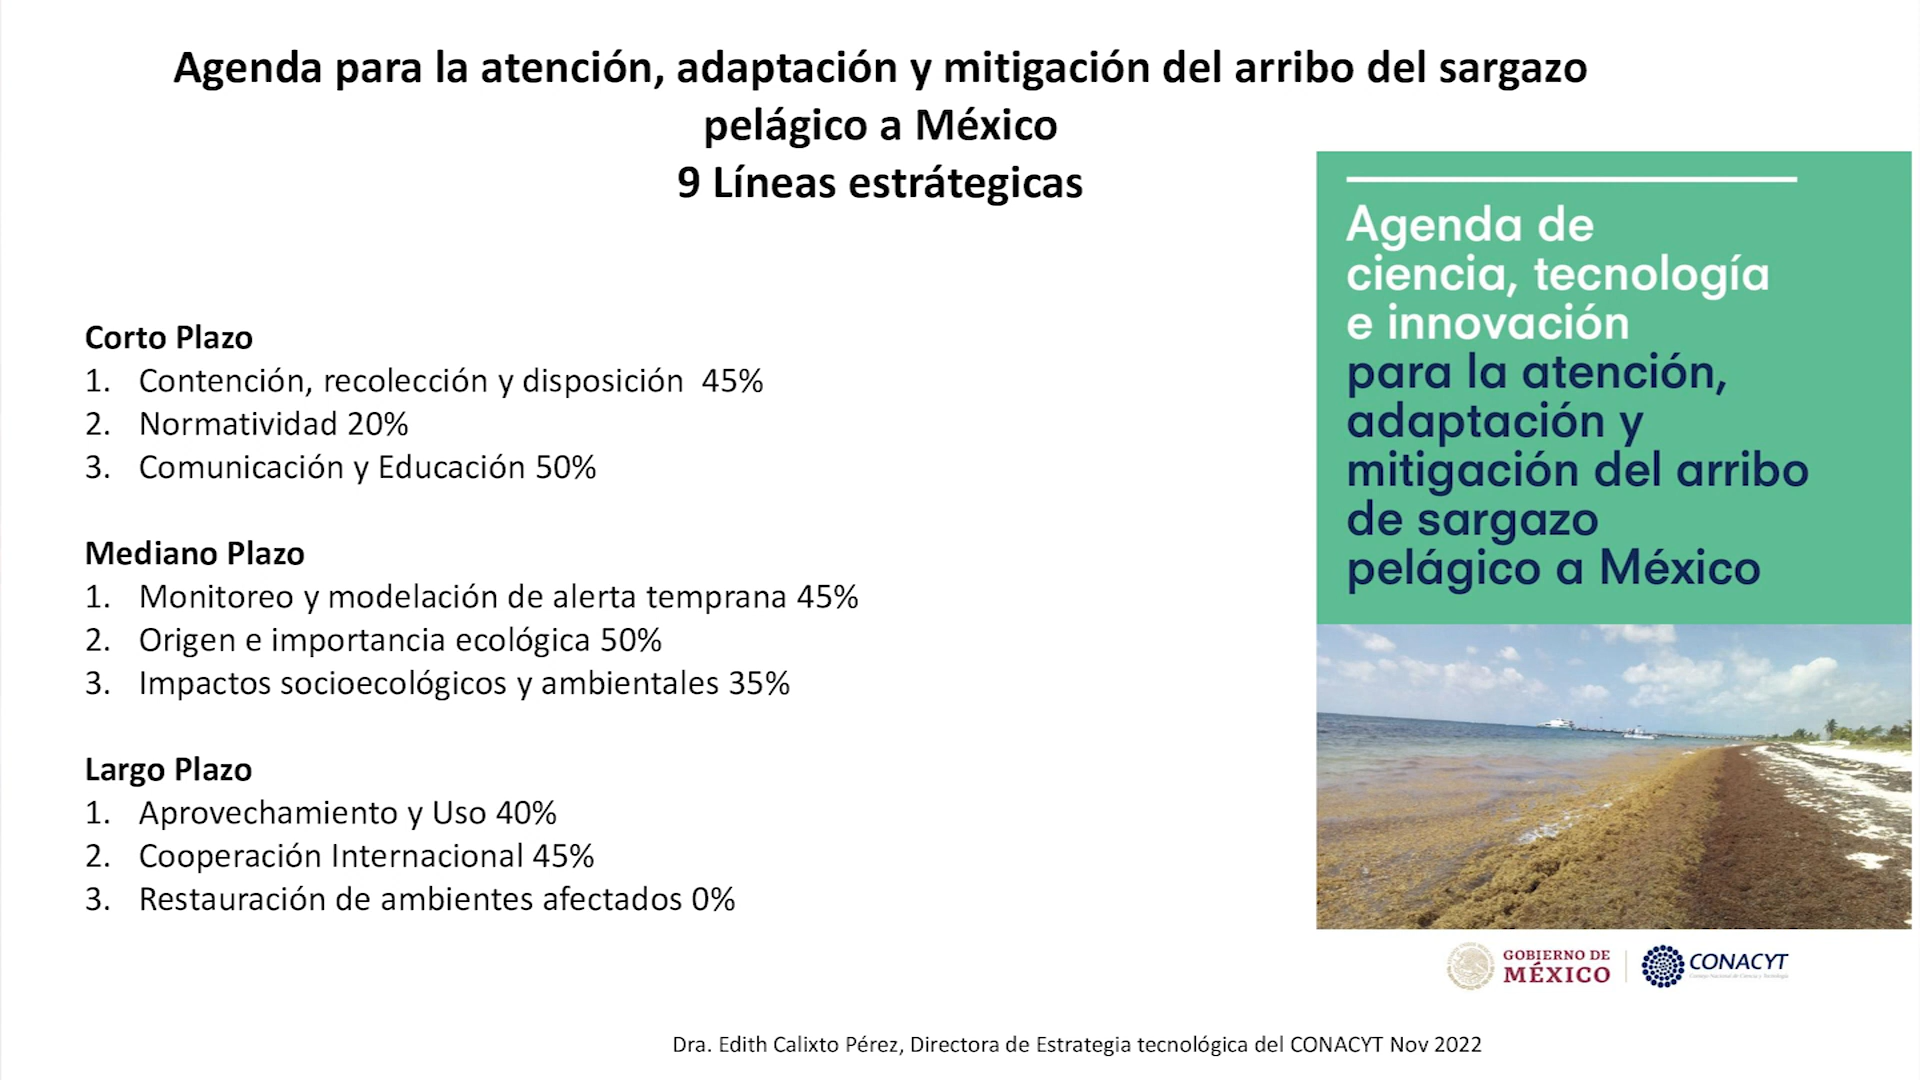 Agenda para la atención, adaptación y mitigación del arribo del sargazo
pelágico a México
9 Líneas estrátegicas
Corto Plazo
1. Contención, recolección y disposición 45%
2. Normatividad 20%
3. Comunicación y Educación 50%
Mediano Plazo
1. Monitoreo y modelación de alerta temprana 45%
2. Origen e importancia ecológica 50%
3. Impactos socioecológicos y ambientales 35%
Largo Plazo
1. Aprovechamiento y Uso 40%
2. Cooperación Internacional 45%
3. Restauración de ambientes afectados 0%
Agenda de
ciencia, tecnología
e innovación
para la atención,
adaptación y
mitigación del arribo
de sargazo
pelágico a México
GOBIERNO DE
MÉXICO
CONACYT
Dra. Edith Calixto Pérez, Directora de Estrategia tecnológica del CONACYT Nov 2022